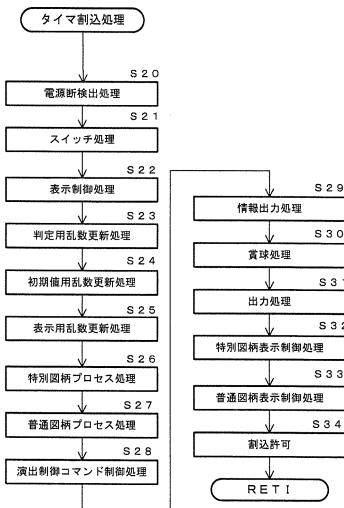 タイマ割込処理
S20
電源断検出処理
S21
スイッチ処理
S22
表示制御処理
S23
判定用乱数更新処理
S24
初期値用乱数更新処理
S25
表示用乱数更新処理
S26
特別図柄プロセス処理
S27
普通図柄プロセス処理
S28
演出制御コマンド制御処理
S29
情報出力処理
S30
賞球処理
S31
出力処理
S32
特別図柄表示制御処理
S33
普通図柄表示制御処理
S34
割込許可
RETI